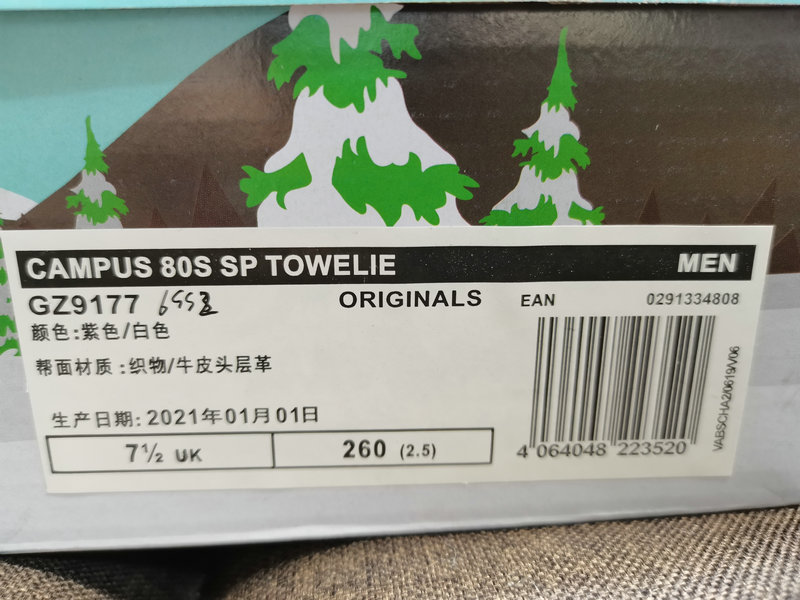 CAMPUS 80S SP TOWELIE MEN
GZ9177 ORIGINALS EAN 0291334808
颜色:紫色/白色
帮面材质:织物/牛皮头层革
生产日期: 2021年01月01日
7½ UK 260 (2.5)
4 064048 223520
VABSCHA2/0619/V06